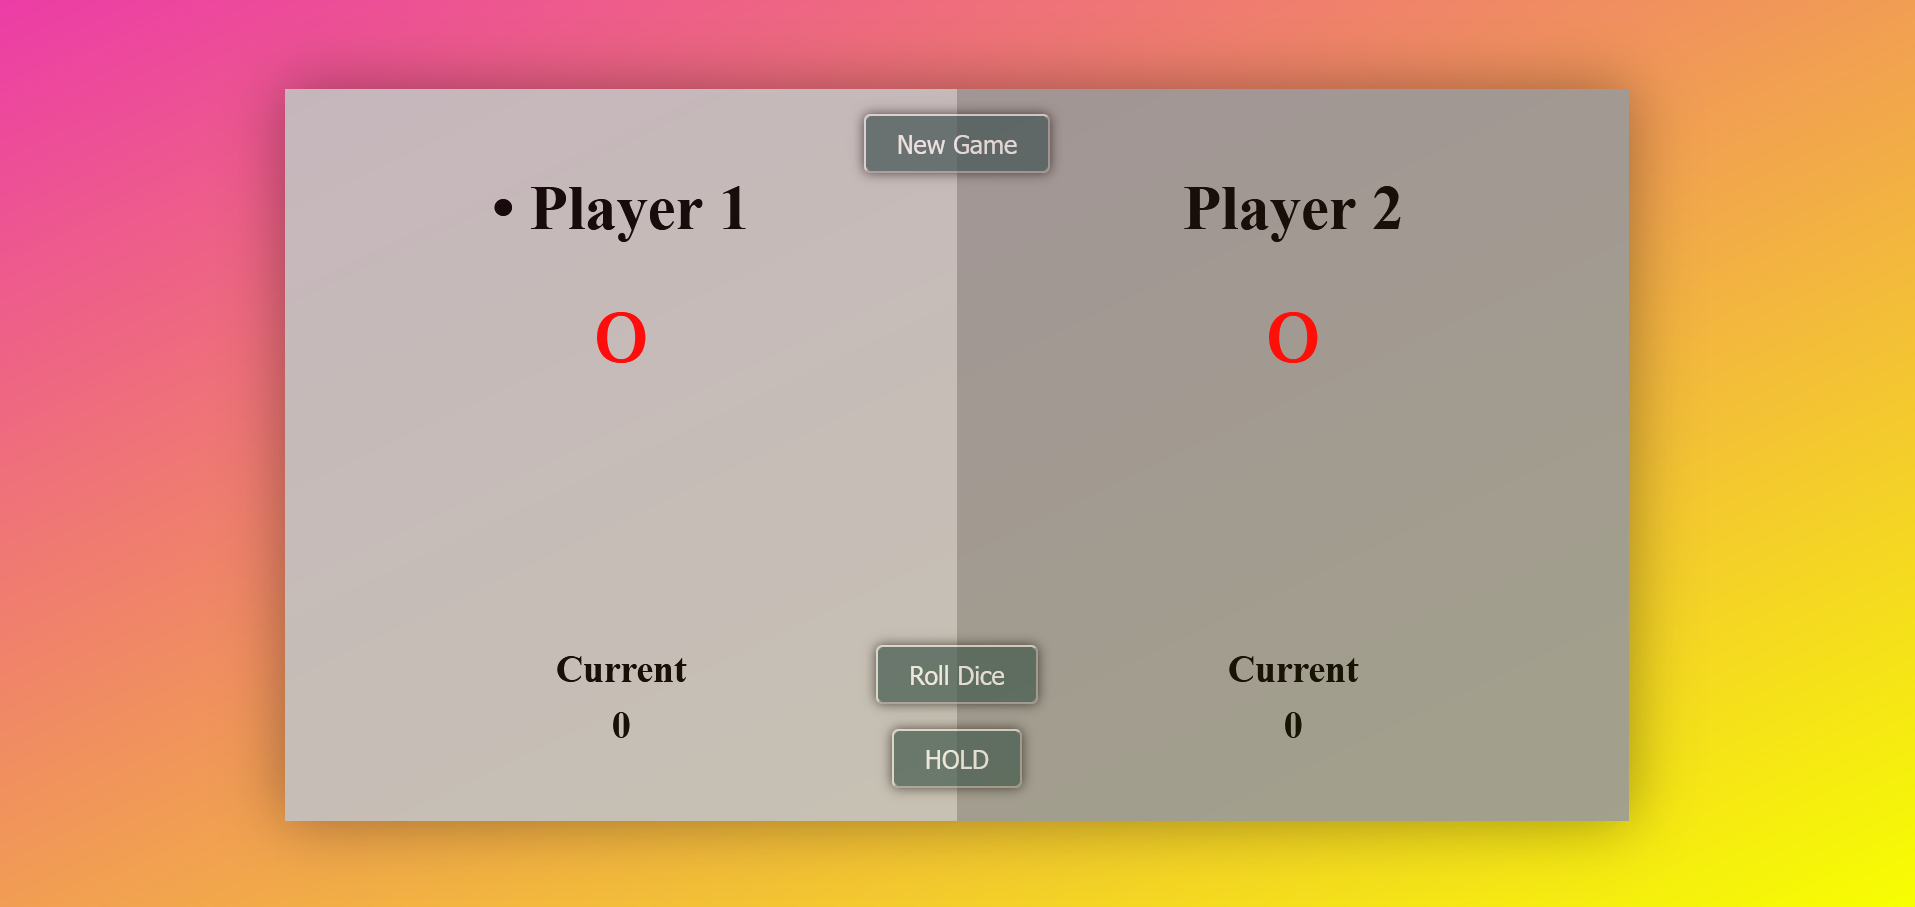 New Game
• Player 1
0
Current
0
Player 2
0
Current
0
Roll Dice
HOLD